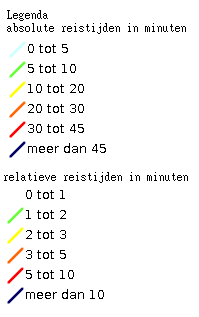 Legenda
absolute reistijden in minuten
0 tot 5
5 tot 10
10 tot 20
20 tot 30
30 tot 45
meer dan 45
relatieve reistijden in minuten
0 tot 1
1 tot 2
2 tot 3
3 tot 5
5 tot 10
meer dan 10